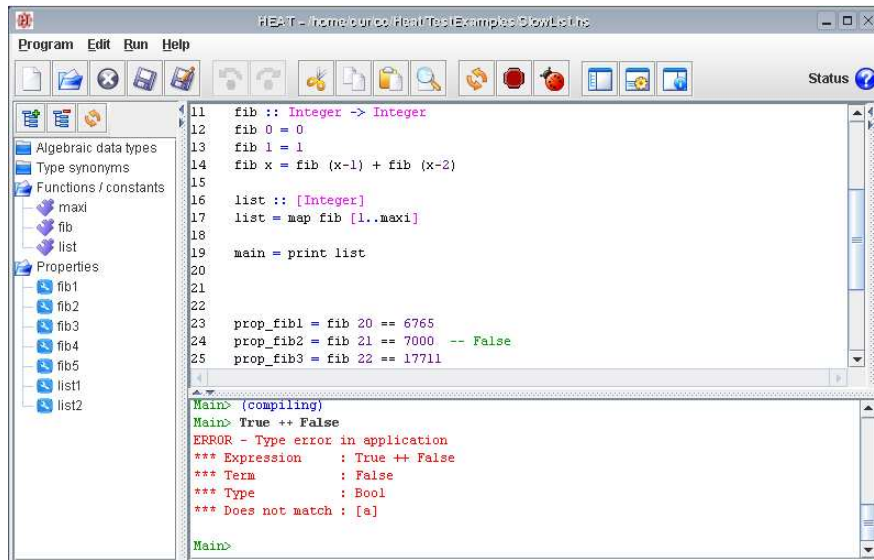 HEAT - /home/ourico/HeatTestExamples/SlowList.hs
Program Edit Run Help
Status
Algebraic data types
Type synonyms
Functions / constants
maxi
fib
list
Properties
fib1
fib2
fib3
fib4
fib5
list1
list2
11 fib :: Integer -> Integer
12 fib 0 = 0
13 fib 1 = 1
14 fib x = fib (x-1) + fib (x-2)
15
16 list :: [Integer]
17 list = map fib [1..maxi]
18
19 main = print list
20
21
22
23 prop_fib1 = fib 20 == 6765
24 prop_fib2 = fib 21 == 7000 -- False
25 prop_fib3 = fib 22 == 17711
Main> (compiling)
Main> True ++ False
ERROR - Type error in application
*** Expression : True ++ False
*** Term : False
*** Type : Bool
*** Does not match : [a]
Main>